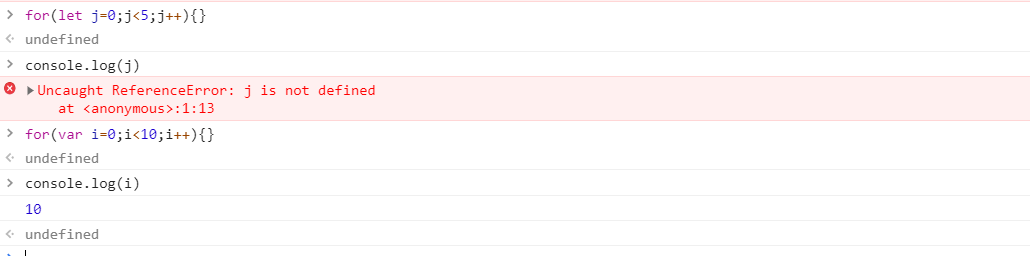 for(let j=0;j<5;j++){}
undefined
console.log(j)
Uncaught ReferenceError: j is not defined
at <anonymous>:1:13
for(var i=0;i<10;i++){}
undefined
console.log(i)
10
undefined